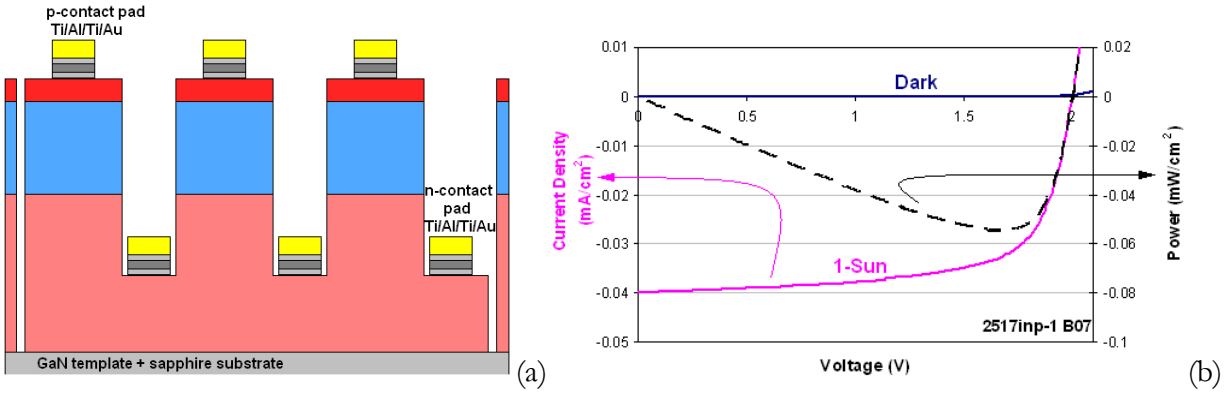 p-contact pad
Ti/Al/Ti/Au
n-contact
pad
Ti/Al/Ti/Au
GaN template + sapphire substrate
(a)
0.01
0
-0.01
-0.02
-0.03
-0.04
-0.05
Current Density
(mA/cm²)
0
0.5
1
1.5
2
Voltage (V)
Dark
1-Sun
2517inp-1 B07
0.02
0
-0.02
-0.04
-0.06
-0.08
-0.1
Power (mW/cm²)
(b)